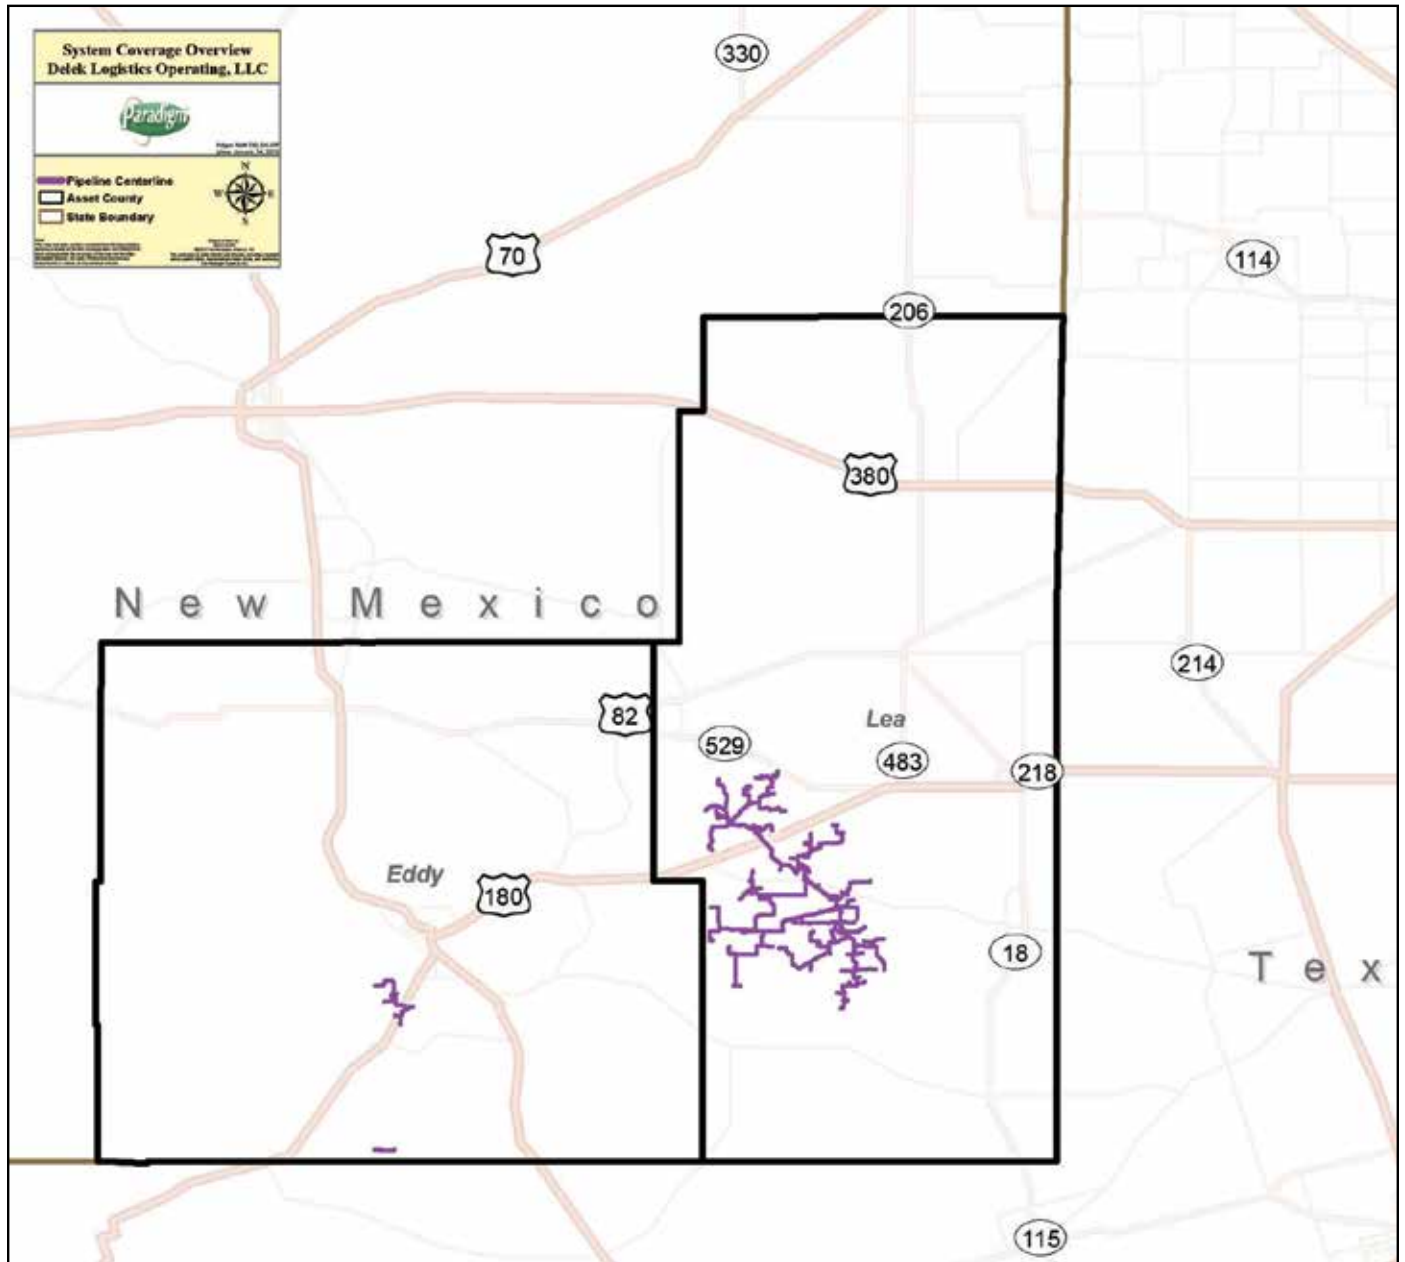 System Coverage Overview
Delek Logistics Operating, LLC
Paradigm
N
W E
S
Pipeline Centerline
Asset County
State Boundary
330
70
114
206
380
New Mexico
214
82
529
Lea
483
218
Eddy
180
18
Tex
115